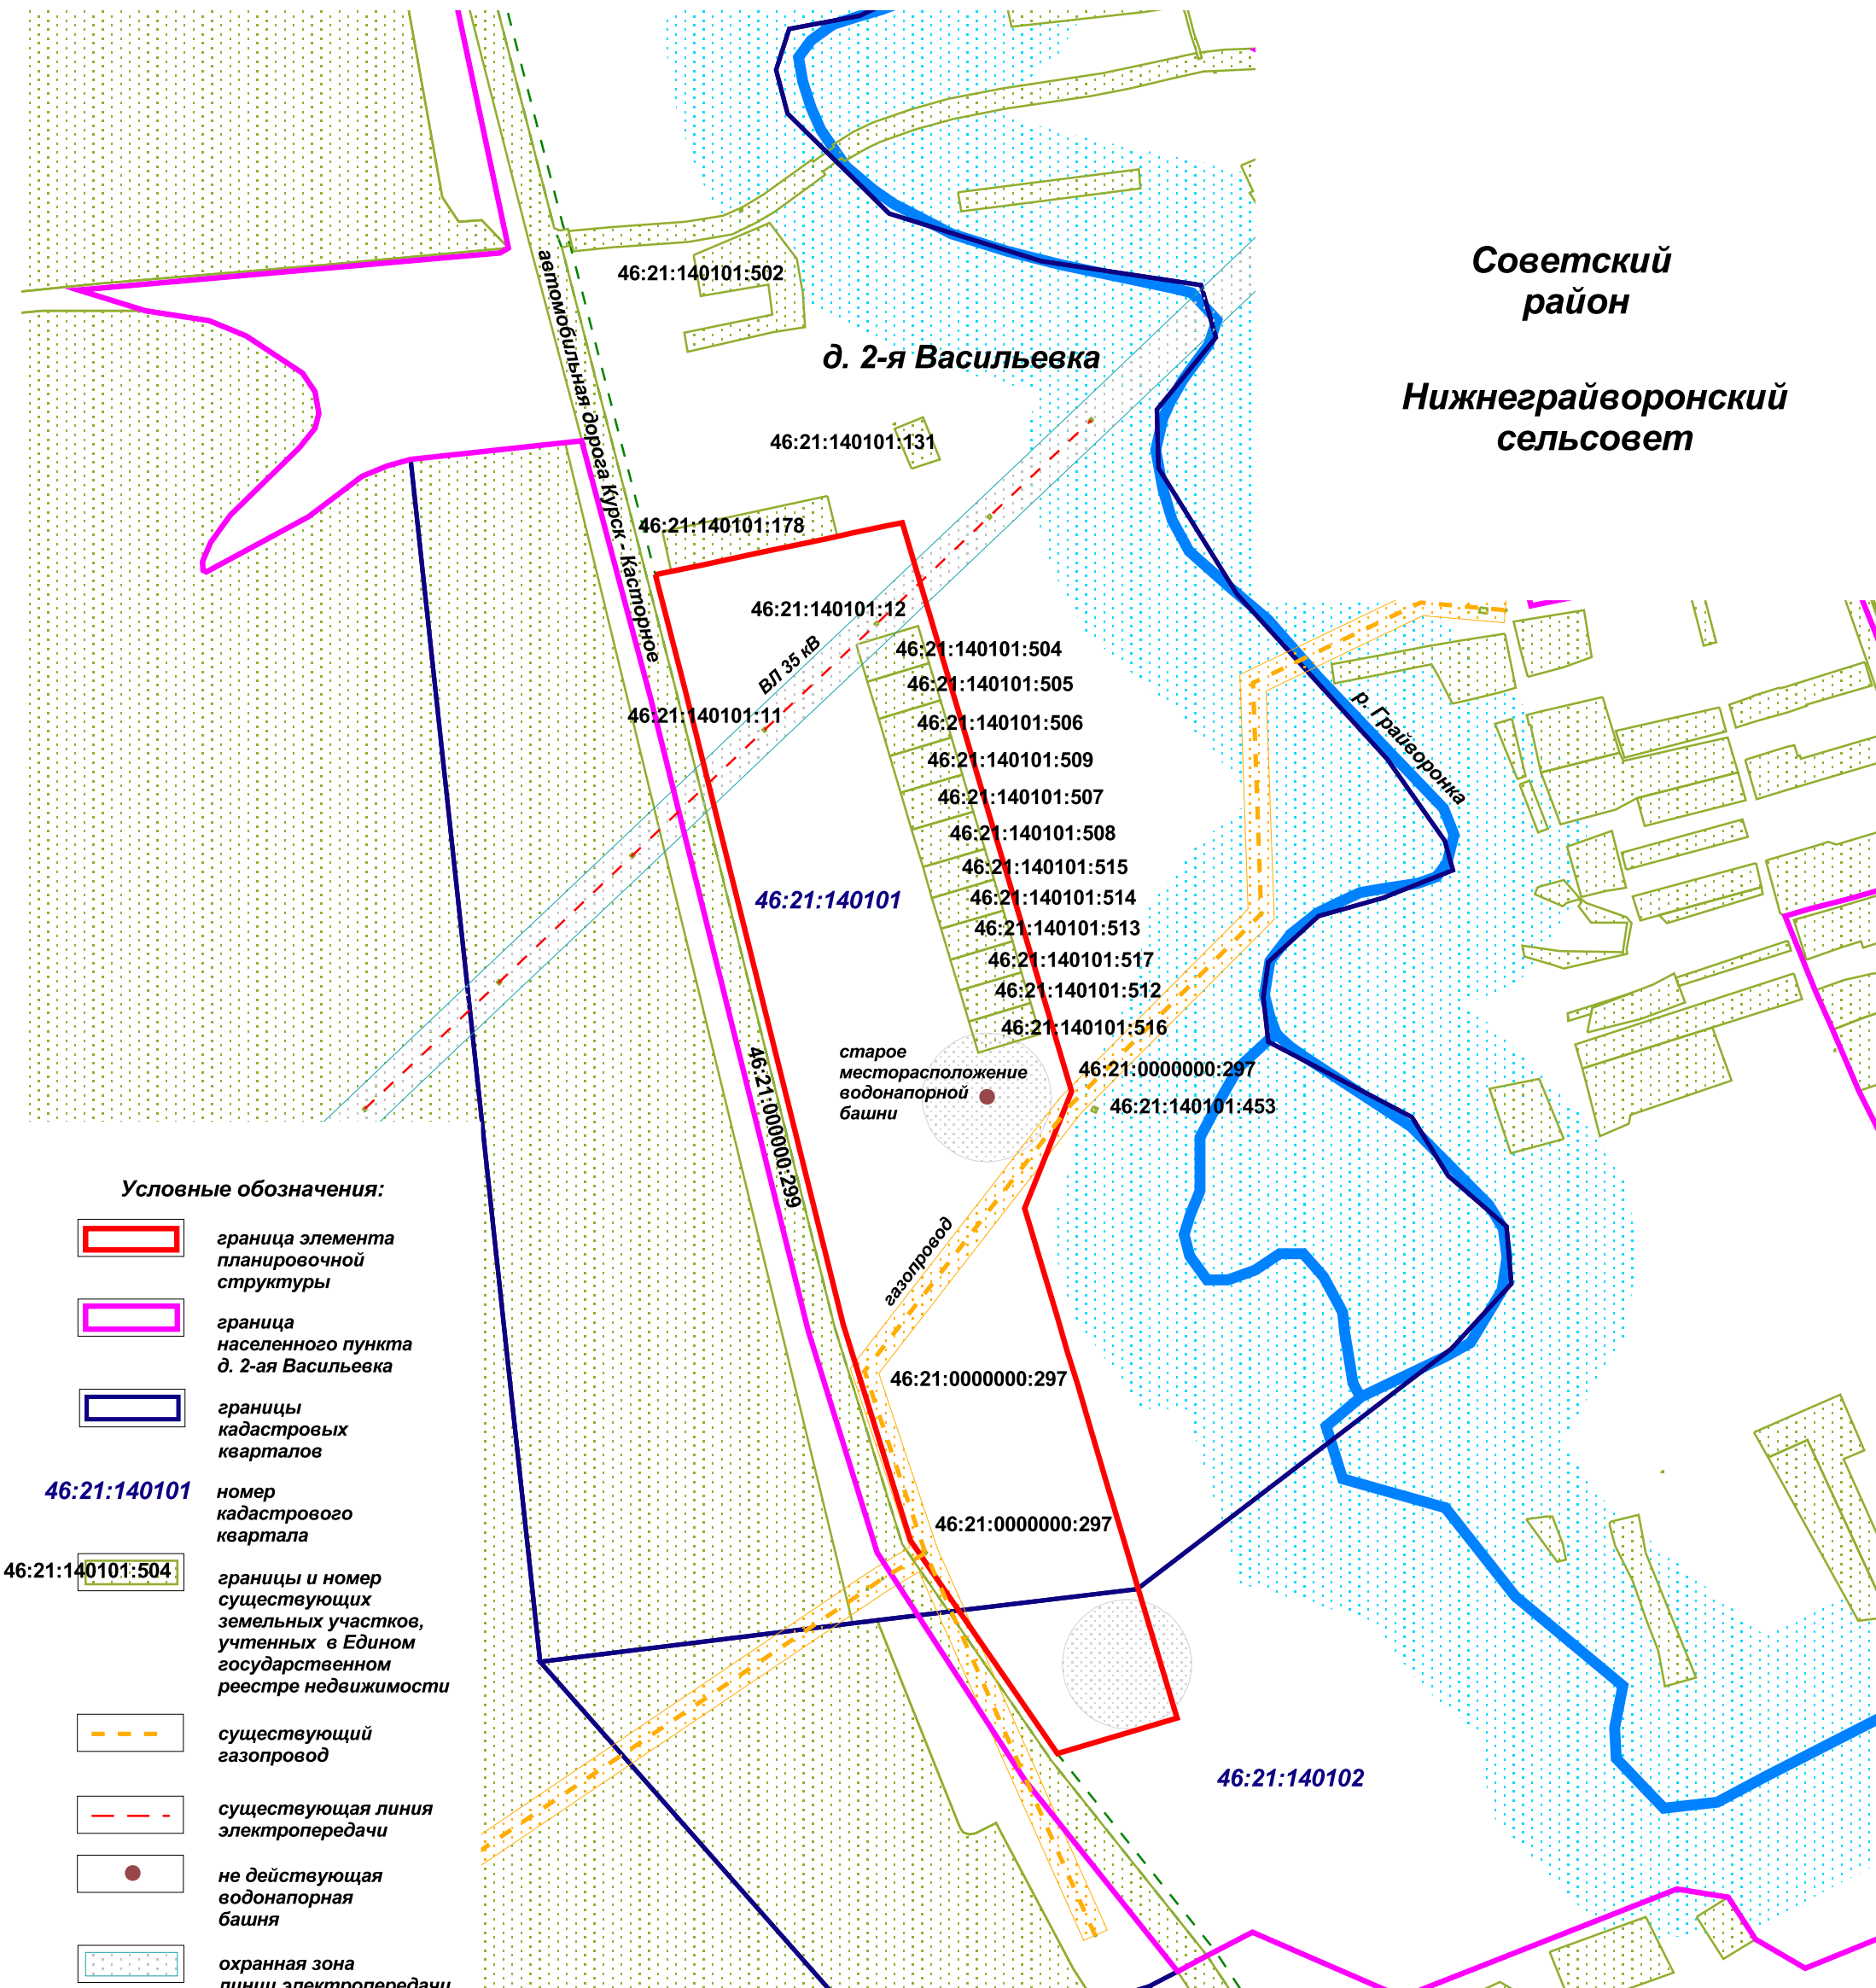 Советский
район
Нижнеграйворонский
сельсовет
46:21:140101:502
автомобильная дорога Курск - Касторное
д. 2-я Васильевка
46:21:140101:131
46:21:140101:178
46:21:140101:12
ВЛ 35 кВ
46:21:140101:11
46:21:140101:504
46:21:140101:505
46:21:140101:506
46:21:140101:509
46:21:140101:507
46:21:140101:508
46:21:140101:515
46:21:140101:514
46:21:140101:513
46:21:140101:517
46:21:140101:512
46:21:140101:516
р. Грайворонка
46:21:140101
старое
месторасположение
водонапорной
башни
46:21:0000000:297
46:21:140101:453
46:21:000000:299
газопровод
46:21:0000000:297
46:21:0000000:297
46:21:140102
Условные обозначения:
граница элемента
планировочной
структуры
граница
населенного пункта
д. 2-ая Васильевка
границы
кадастровых
кварталов
46:21:140101
номер
кадастрового
квартала
46:21:140101:504
границы и номер
существующих
земельных участков,
учтенных в Едином
государственном
реестре недвижимости
существующий
газопровод
существующая линия
электропередачи
не действующая
водонапорная
башня
охранная зона
линии электропередачи